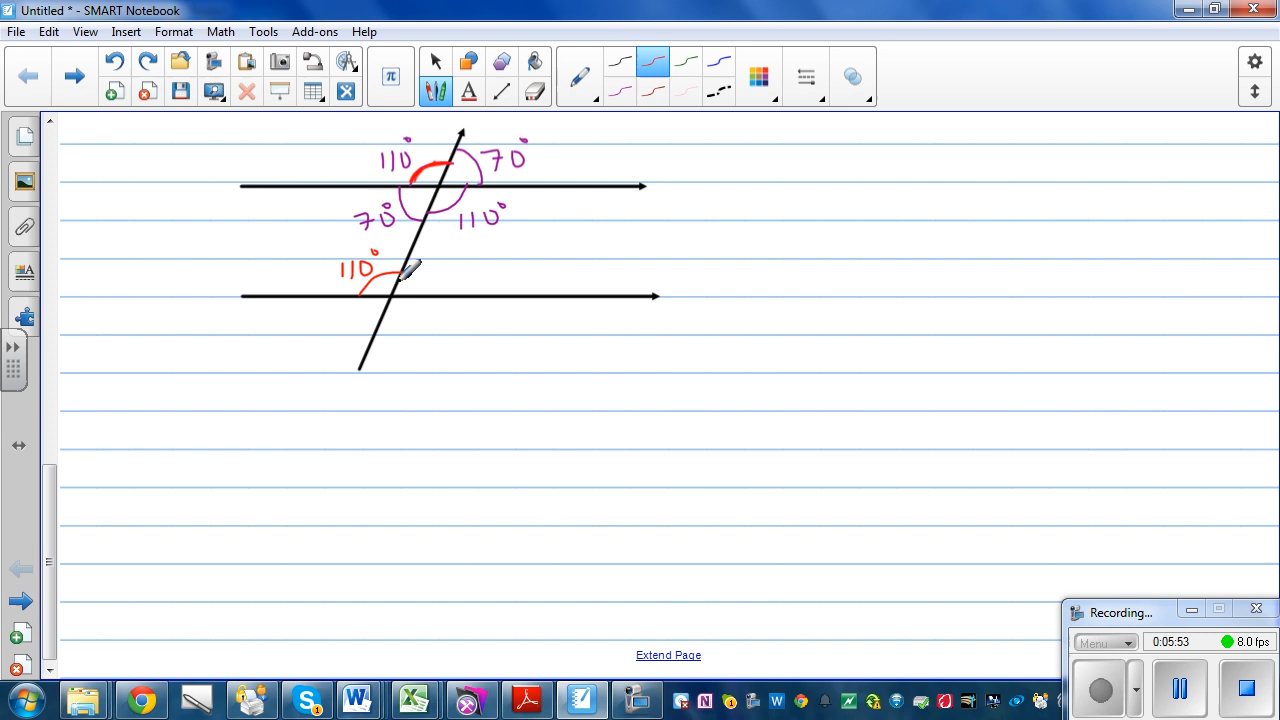 Untitled * - SMART Notebook
File Edit View Insert Format Math Tools Add-ons Help
π
A
110° 70°
70° 110°
110°
Extend Page
Recording...
Menu 0:05:53 8.0 fps